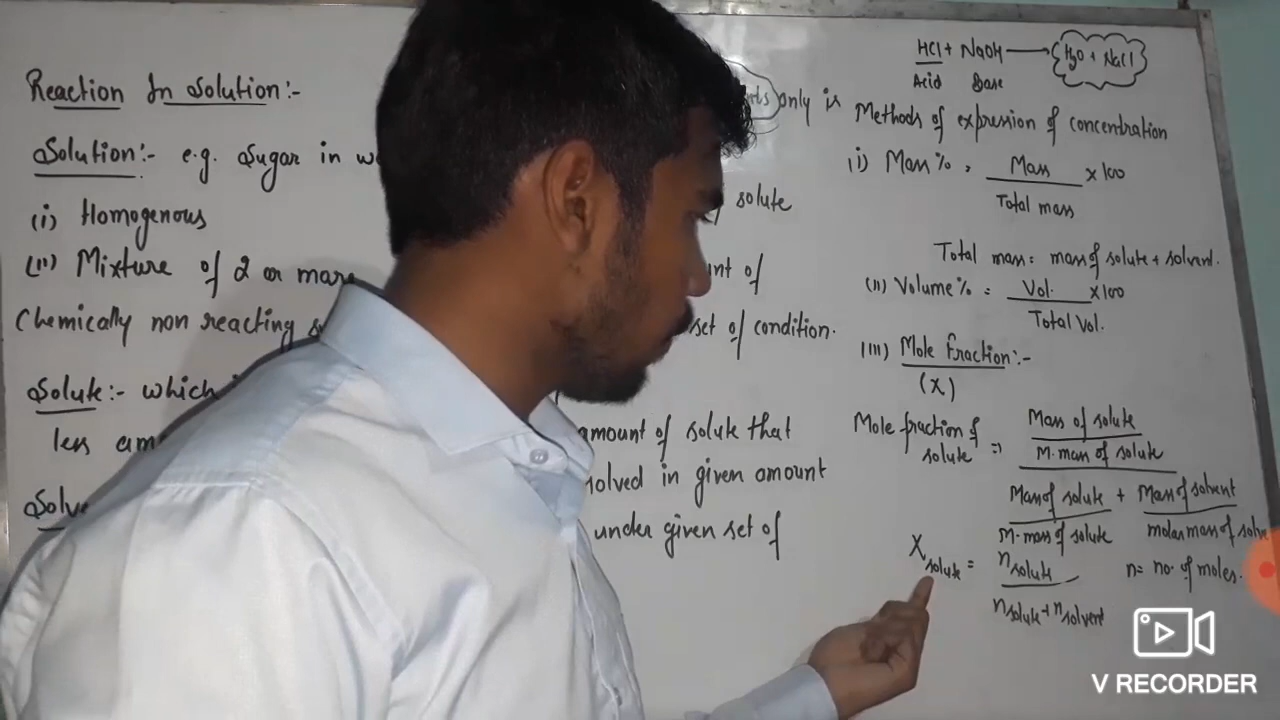 Reaction In Solution:-
Solution:- e.g. Sugar in
(i) Homogenous
(ii) Mixture of 2 or more
Chemically non reacting
Solute:- which
less
only is
solute
of
set of condition.
amount of solute that
solved in given amount
under given set of
HCl + NaOH → H2O + NaCl
Acid Base
Methods of expression of concentration
(i) Mass % = Mass / Total mass × 100
Total mass = mass of solute + solvent.
(ii) Volume % = Vol. / Total Vol. × 100
(iii) Mole fraction:-
(X)
Mole fraction of solute =) Mass of solute / M. mass of solute
Mass of solute / M. mass of solute + Mass of solvent / molar mass of
X solute = n solute / n solute + n solvent
n = no. of moles.
V RECORDER